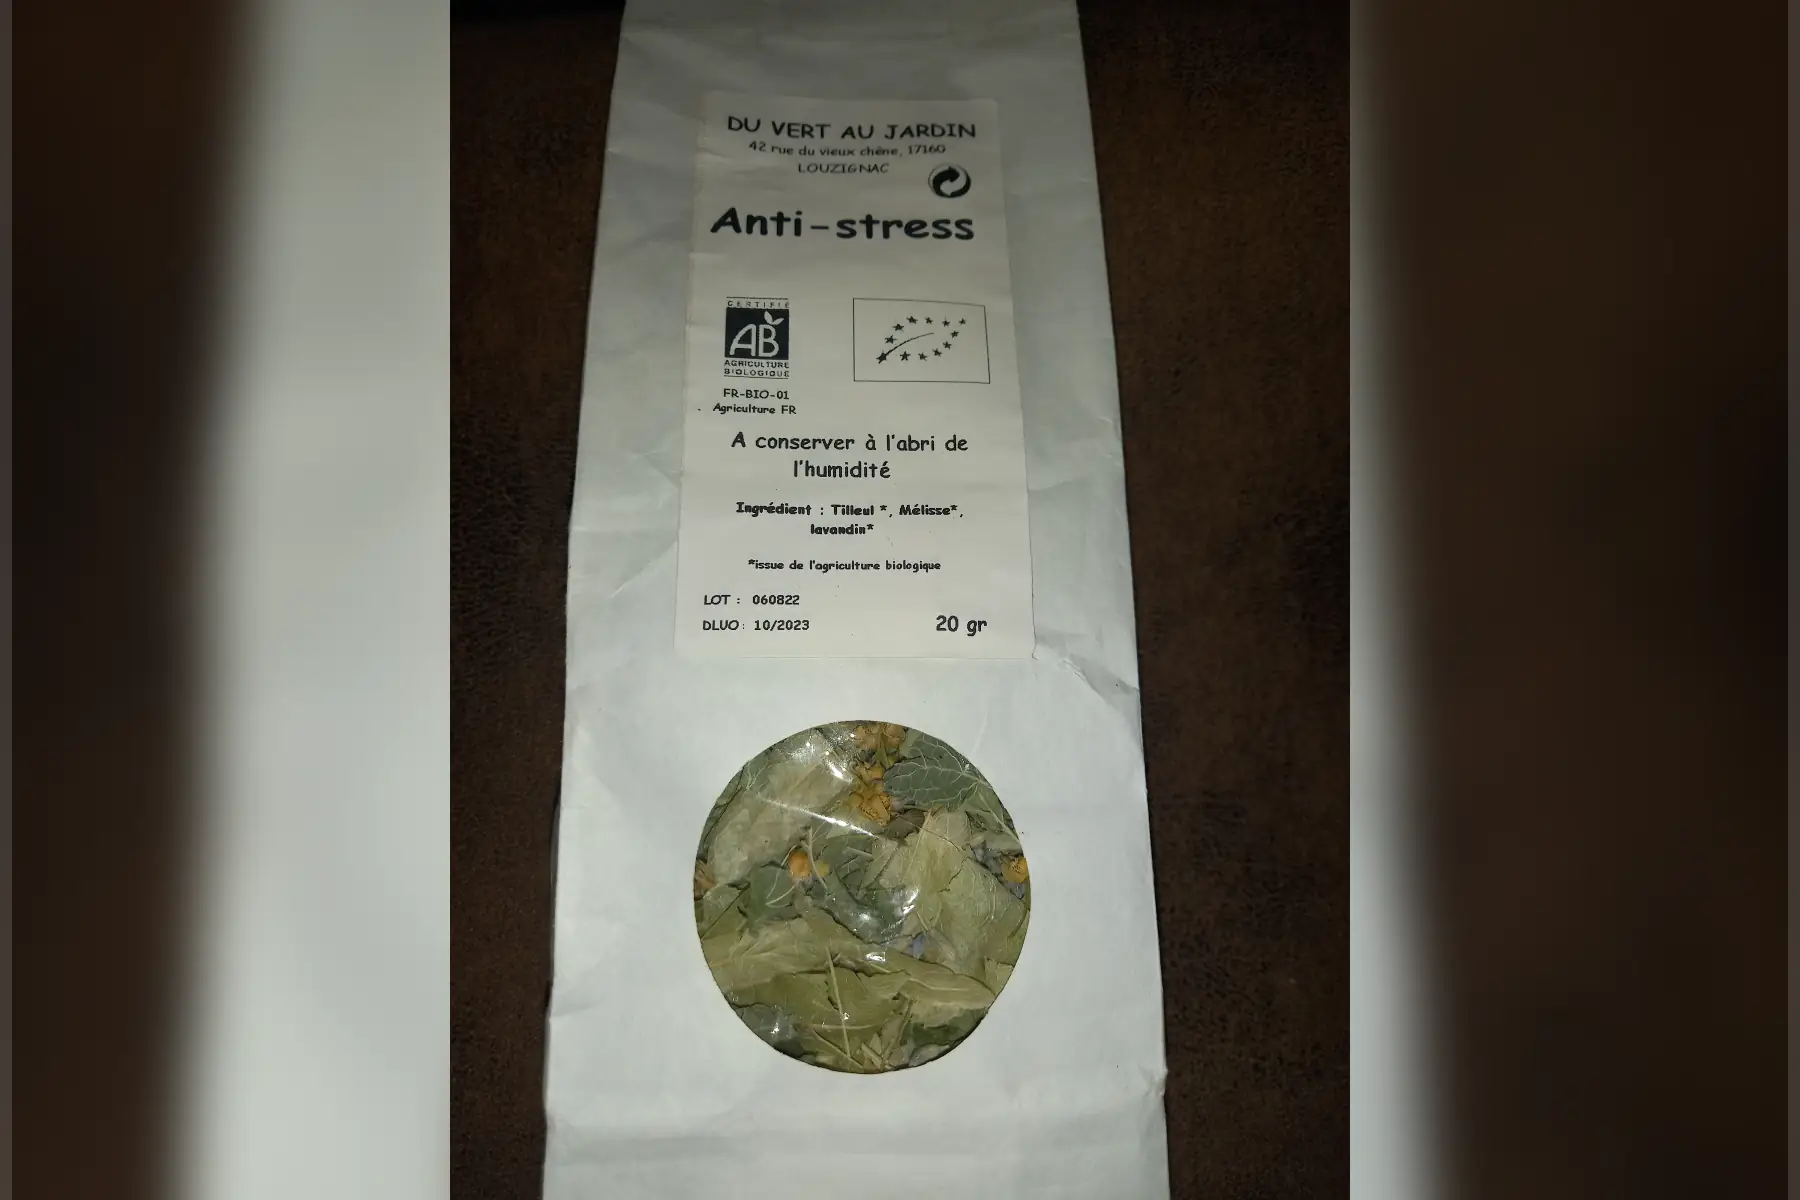 DU VERT AU JARDIN
42 rue du vieux chêne, 17160
LOUZIGNAC
Anti-stress
CERTIFIÉ
AB
AGRICULTURE
BIOLOGIQUE
FR-BIO-01
Agriculture FR
A conserver à l'abri de
l'humidité
Ingrédient : Tilleul *, Mélisse*,
lavandin*
*issue de l'agriculture biologique
LOT : 060822
DLUO : 10/2023
20 gr